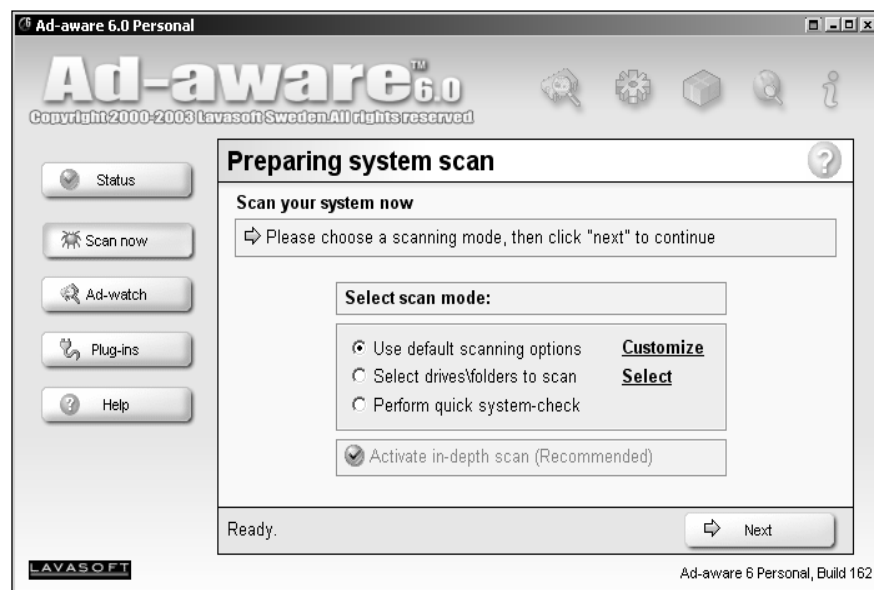 Ad-aware 6.0 Personal
Ad-aware™ 6.0
Copyright 2000-2003 Lavasoft Sweden. All rights reserved
Status
Scan now
Ad-watch
Plug-ins
Help
Preparing system scan
?
Scan your system now
Please choose a scanning mode, then click "next" to continue
Select scan mode:
Use default scanning options Customize
Select drives\folders to scan Select
Perform quick system-check
Activate in-depth scan (Recommended)
Ready.
Next
LAVASOFT
Ad-aware 6 Personal, Build 162